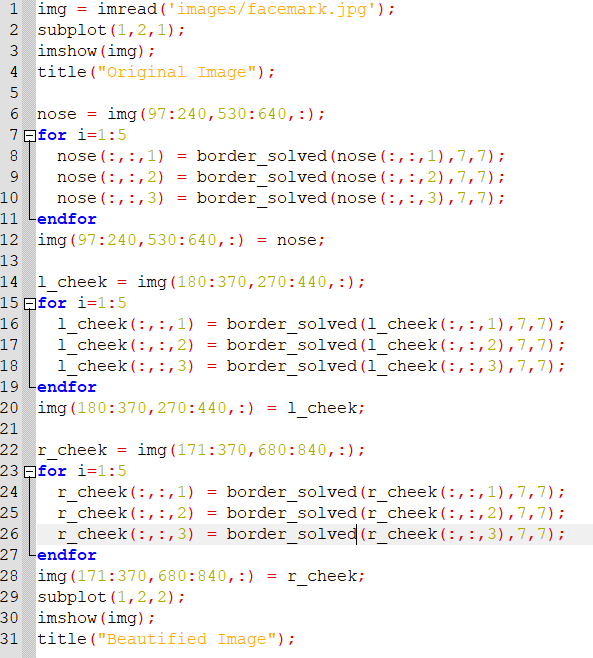 1 img = imread('images/facemark.jpg');
2 subplot(1,2,1);
3 imshow(img);
4 title("Original Image");
5
6 nose = img(97:240,530:640,:);
7 for i=1:5
8   nose(:,:,1) = border_solved(nose(:,:,1),7,7);
9   nose(:,:,2) = border_solved(nose(:,:,2),7,7);
10   nose(:,:,3) = border_solved(nose(:,:,3),7,7);
11 endfor
12 img(97:240,530:640,:) = nose;
13
14 l_cheek = img(180:370,270:440,:);
15 for i=1:5
16   l_cheek(:,:,1) = border_solved(l_cheek(:,:,1),7,7);
17   l_cheek(:,:,2) = border_solved(l_cheek(:,:,2),7,7);
18   l_cheek(:,:,3) = border_solved(l_cheek(:,:,3),7,7);
19 endfor
20 img(180:370,270:440,:) = l_cheek;
21
22 r_cheek = img(171:370,680:840,:);
23 for i=1:5
24   r_cheek(:,:,1) = border_solved(r_cheek(:,:,1),7,7);
25   r_cheek(:,:,2) = border_solved(r_cheek(:,:,2),7,7);
26   r_cheek(:,:,3) = border_solved(r_cheek(:,:,3),7,7);
27 endfor
28 img(171:370,680:840,:) = r_cheek;
29 subplot(1,2,2);
30 imshow(img);
31 title("Beautified Image");